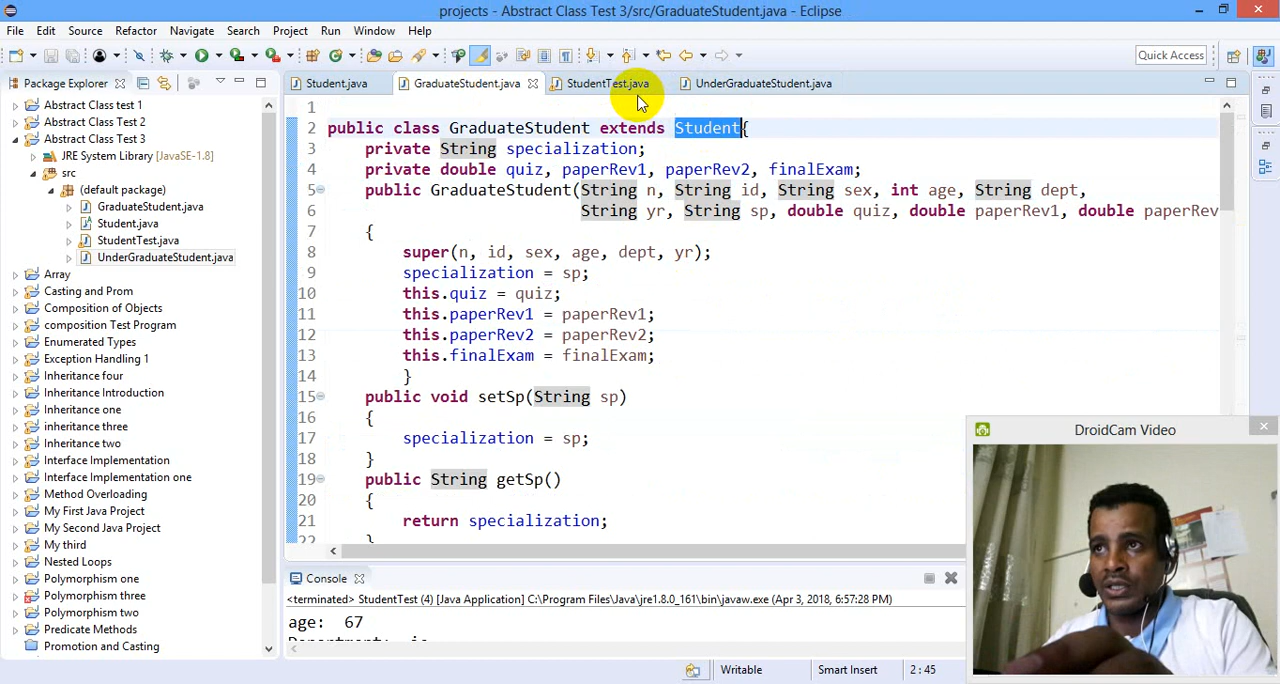 projects - Abstract Class Test 3/src/GraduateStudent.java - Eclipse
File Edit Source Refactor Navigate Search Project Run Window Help
Quick Access
Package Explorer
Student.java GraduateStudent.java StudentTest.java UnderGraduateStudent.java
Abstract Class test 1
Abstract Class Test 2
Abstract Class Test 3
JRE System Library [JavaSE-1.8]
src
(default package)
GraduateStudent.java
Student.java
StudentTest.java
UnderGraduateStudent.java
Array
Casting and Prom
Composition of Objects
composition Test Program
Enumerated Types
Exception Handling 1
Inheritance four
Inheritance Introduction
Inheritance one
inheritance three
Inheritance two
Interface Implementation
Interface Implementation one
Method Overloading
My First Java Project
My Second Java Project
My third
Nested Loops
Polymorphism one
Polymorphism three
Polymorphism two
Predicate Methods
Promotion and Casting
1
2 public class GraduateStudent extends Student{
3 private String specialization;
4 private double quiz, paperRev1, paperRev2, finalExam;
5 public GraduateStudent(String n, String id, String sex, int age, String dept,
6 String yr, String sp, double quiz, double paperRev1, double paperRev
7 {
8 super(n, id, sex, age, dept, yr);
9 specialization = sp;
10 this.quiz = quiz;
11 this.paperRev1 = paperRev1;
12 this.paperRev2 = paperRev2;
13 this.finalExam = finalExam;
14 }
15 public void setSp(String sp)
16 {
17 specialization = sp;
18 }
19 public String getSp()
20 {
21 return specialization;
22 }
DroidCam Video
Console
<terminated> StudentTest (3) [Java Application] C:\Program Files\Java\jre1.8.0_161\bin\javaw.exe (Apr 3, 2018, 6:57:28 PM)
age: 67
Writable Smart Insert 2 : 45